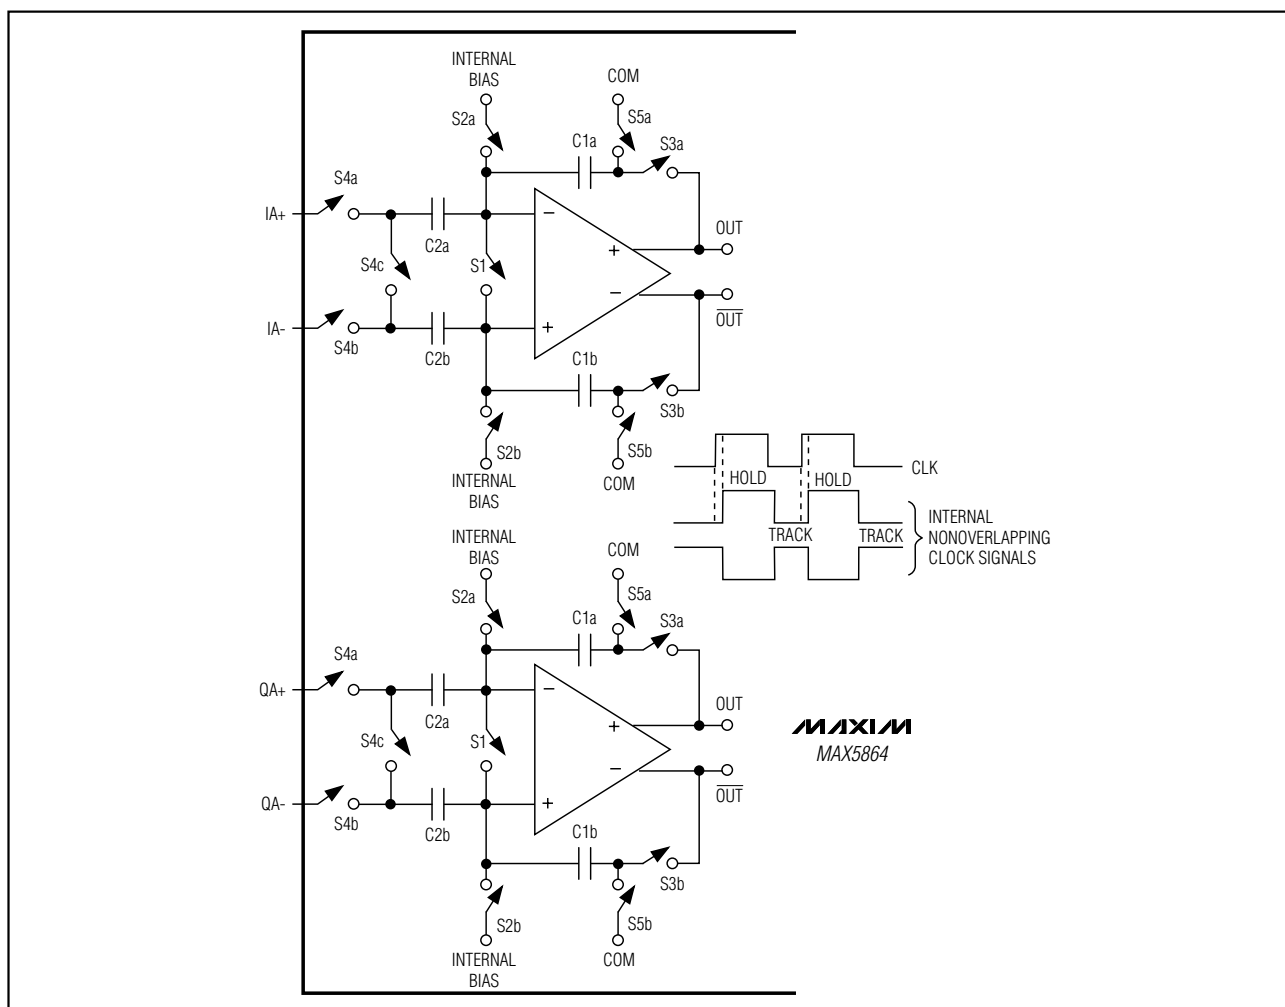 INTERNAL
BIAS
COM
S2a
S5a
C1a
S3a
S4a
IA+
−
C2a
OUT
+
S4c
S1
−
OUT
IA-
+
S4b
C2b
C1b
S3b
S2b
S5b
INTERNAL
BIAS
COM
CLK
HOLD
HOLD
TRACK
TRACK
INTERNAL
NONOVERLAPPING
CLOCK SIGNALS
INTERNAL
BIAS
COM
S2a
S5a
C1a
S3a
S4a
QA+
−
C2a
OUT
+
S4c
S1
−
OUT
QA-
+
S4b
C2b
C1b
S3b
S2b
S5b
INTERNAL
BIAS
COM
MAXIM
MAX5864